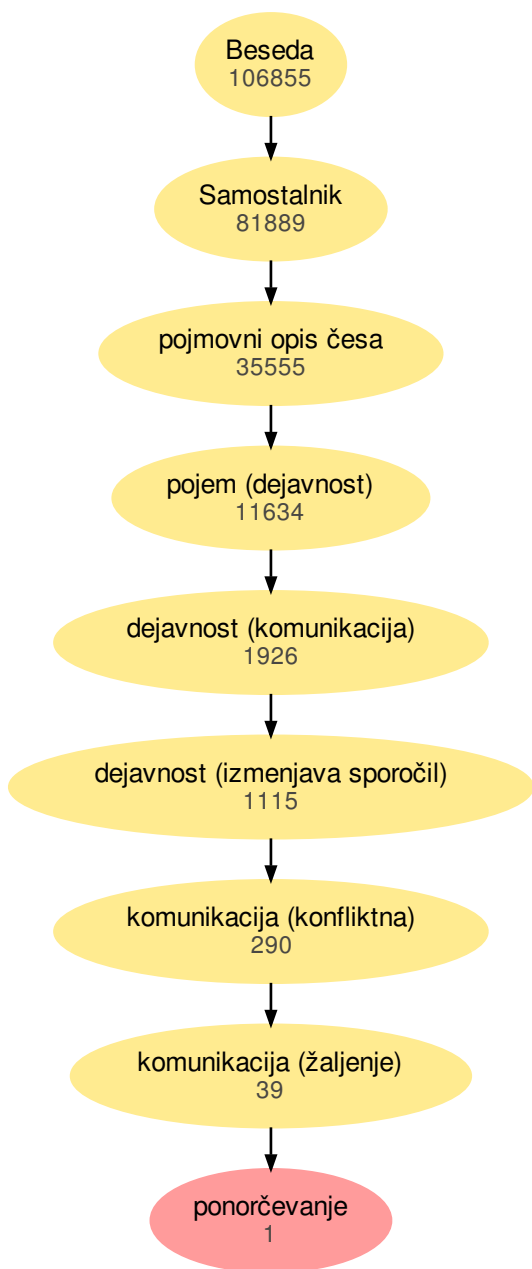 Beseda
106855
Samostalnik
81889
pojmovni opis česa
35555
pojem (dejavnost)
11634
dejavnost (komunikacija)
1926
dejavnost (izmenjava sporočil)
1115
komunikacija (konfliktna)
290
komunikacija (žaljenje)
39
ponorčevanje
1